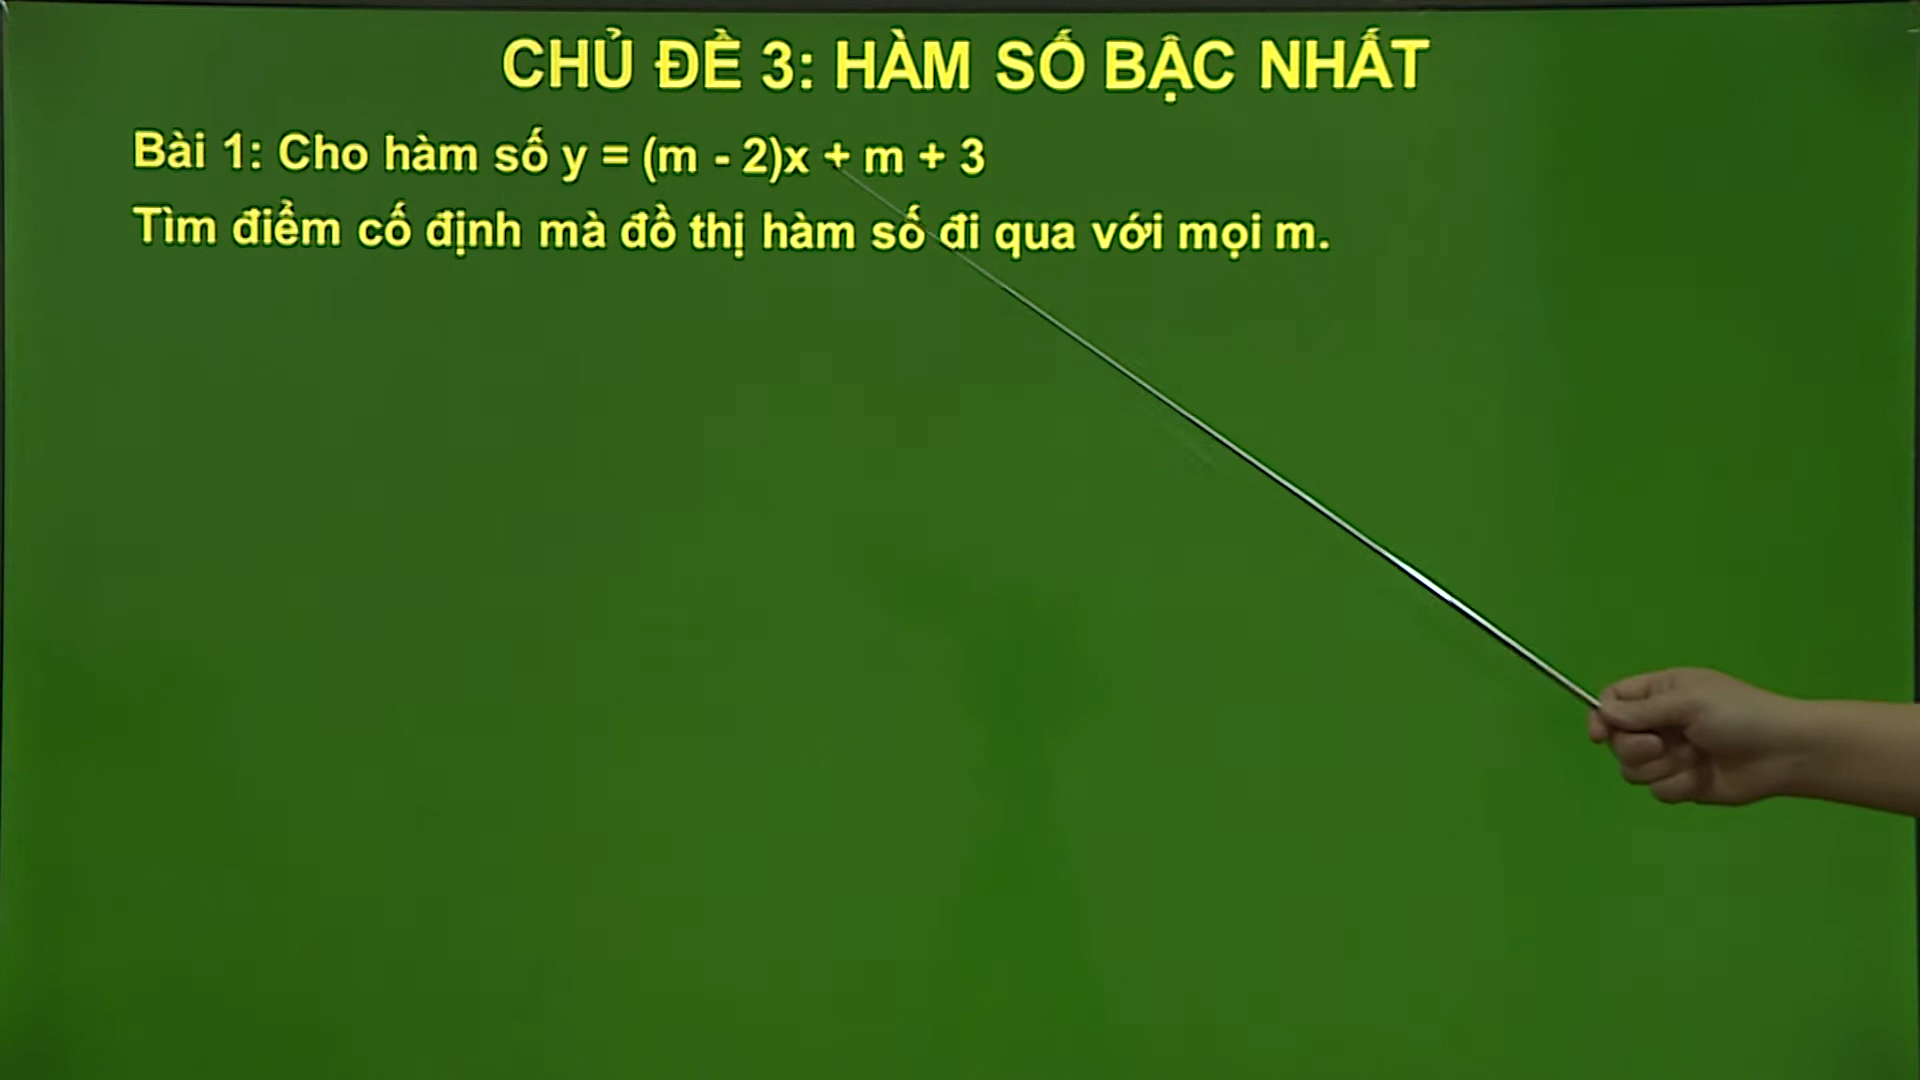 CHỦ ĐỀ 3: HÀM SỐ BẬC NHẤT
Bài 1: Cho hàm số y = (m - 2)x + m + 3
Tìm điểm cố định mà đồ thị hàm số đi qua với mọi m.